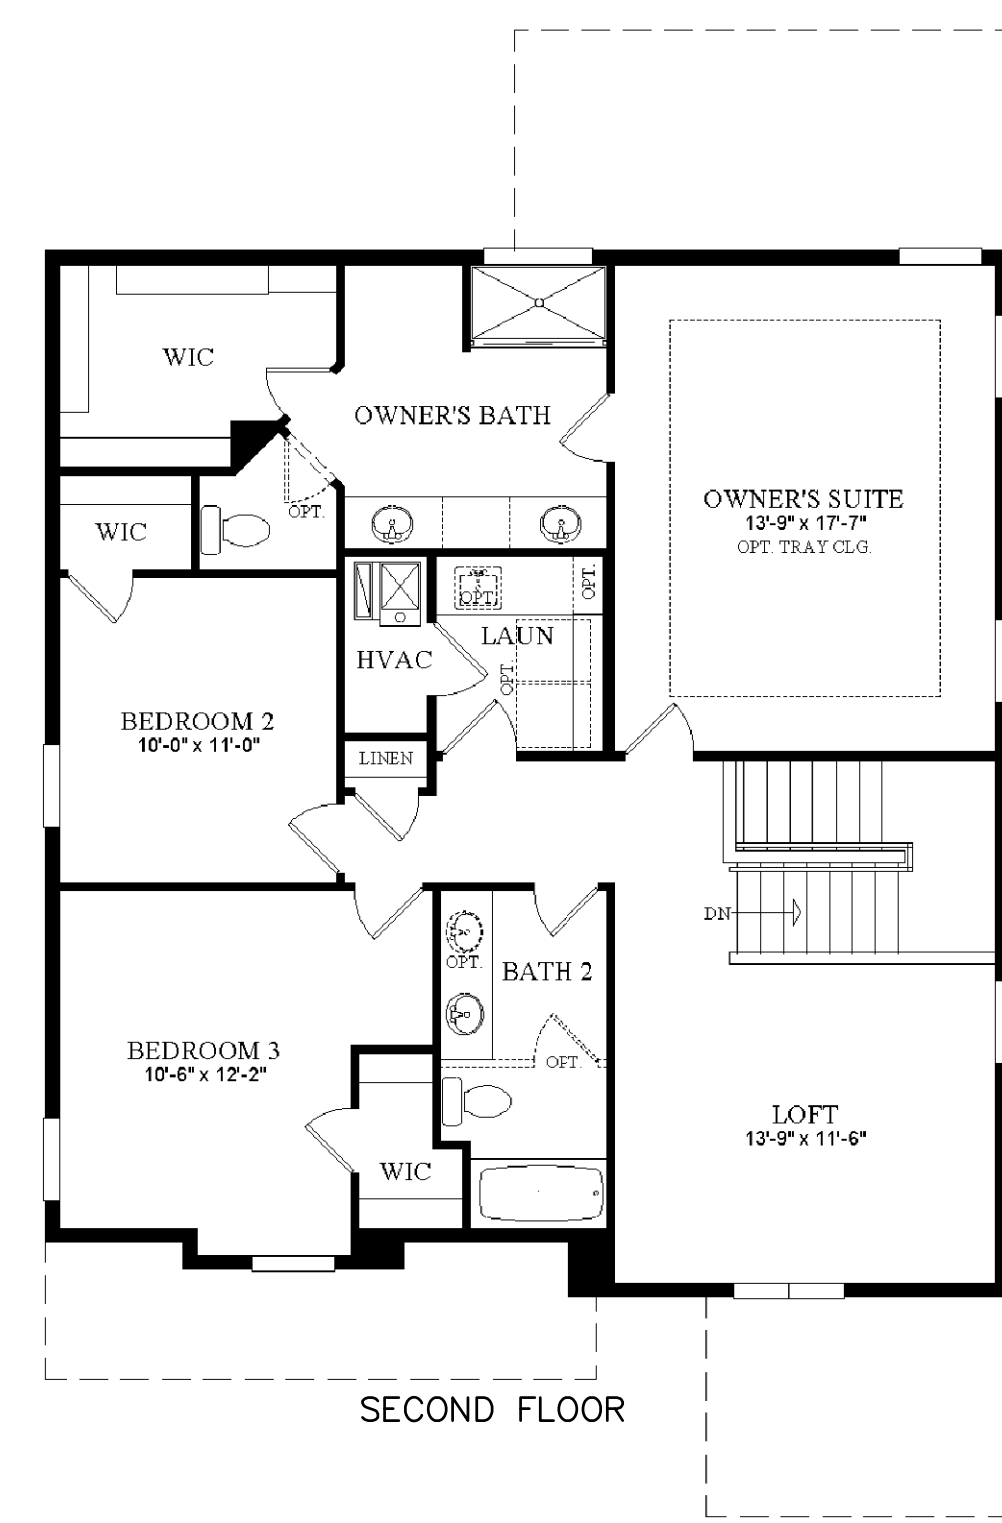 WIC
OWNER'S BATH
OWNER'S SUITE
13'-9" x 17'-7"
OPT. TRAY CLG.
OPT.
WIC
OPT.
OPT.
LAUN
HVAC
OPT.
BEDROOM 2
10'-0" x 11'-0"
LINEN
DN
OPT.
BATH 2
BEDROOM 3
10'-6" x 12'-2"
OPT.
LOFT
13'-9" x 11'-6"
WIC
SECOND FLOOR